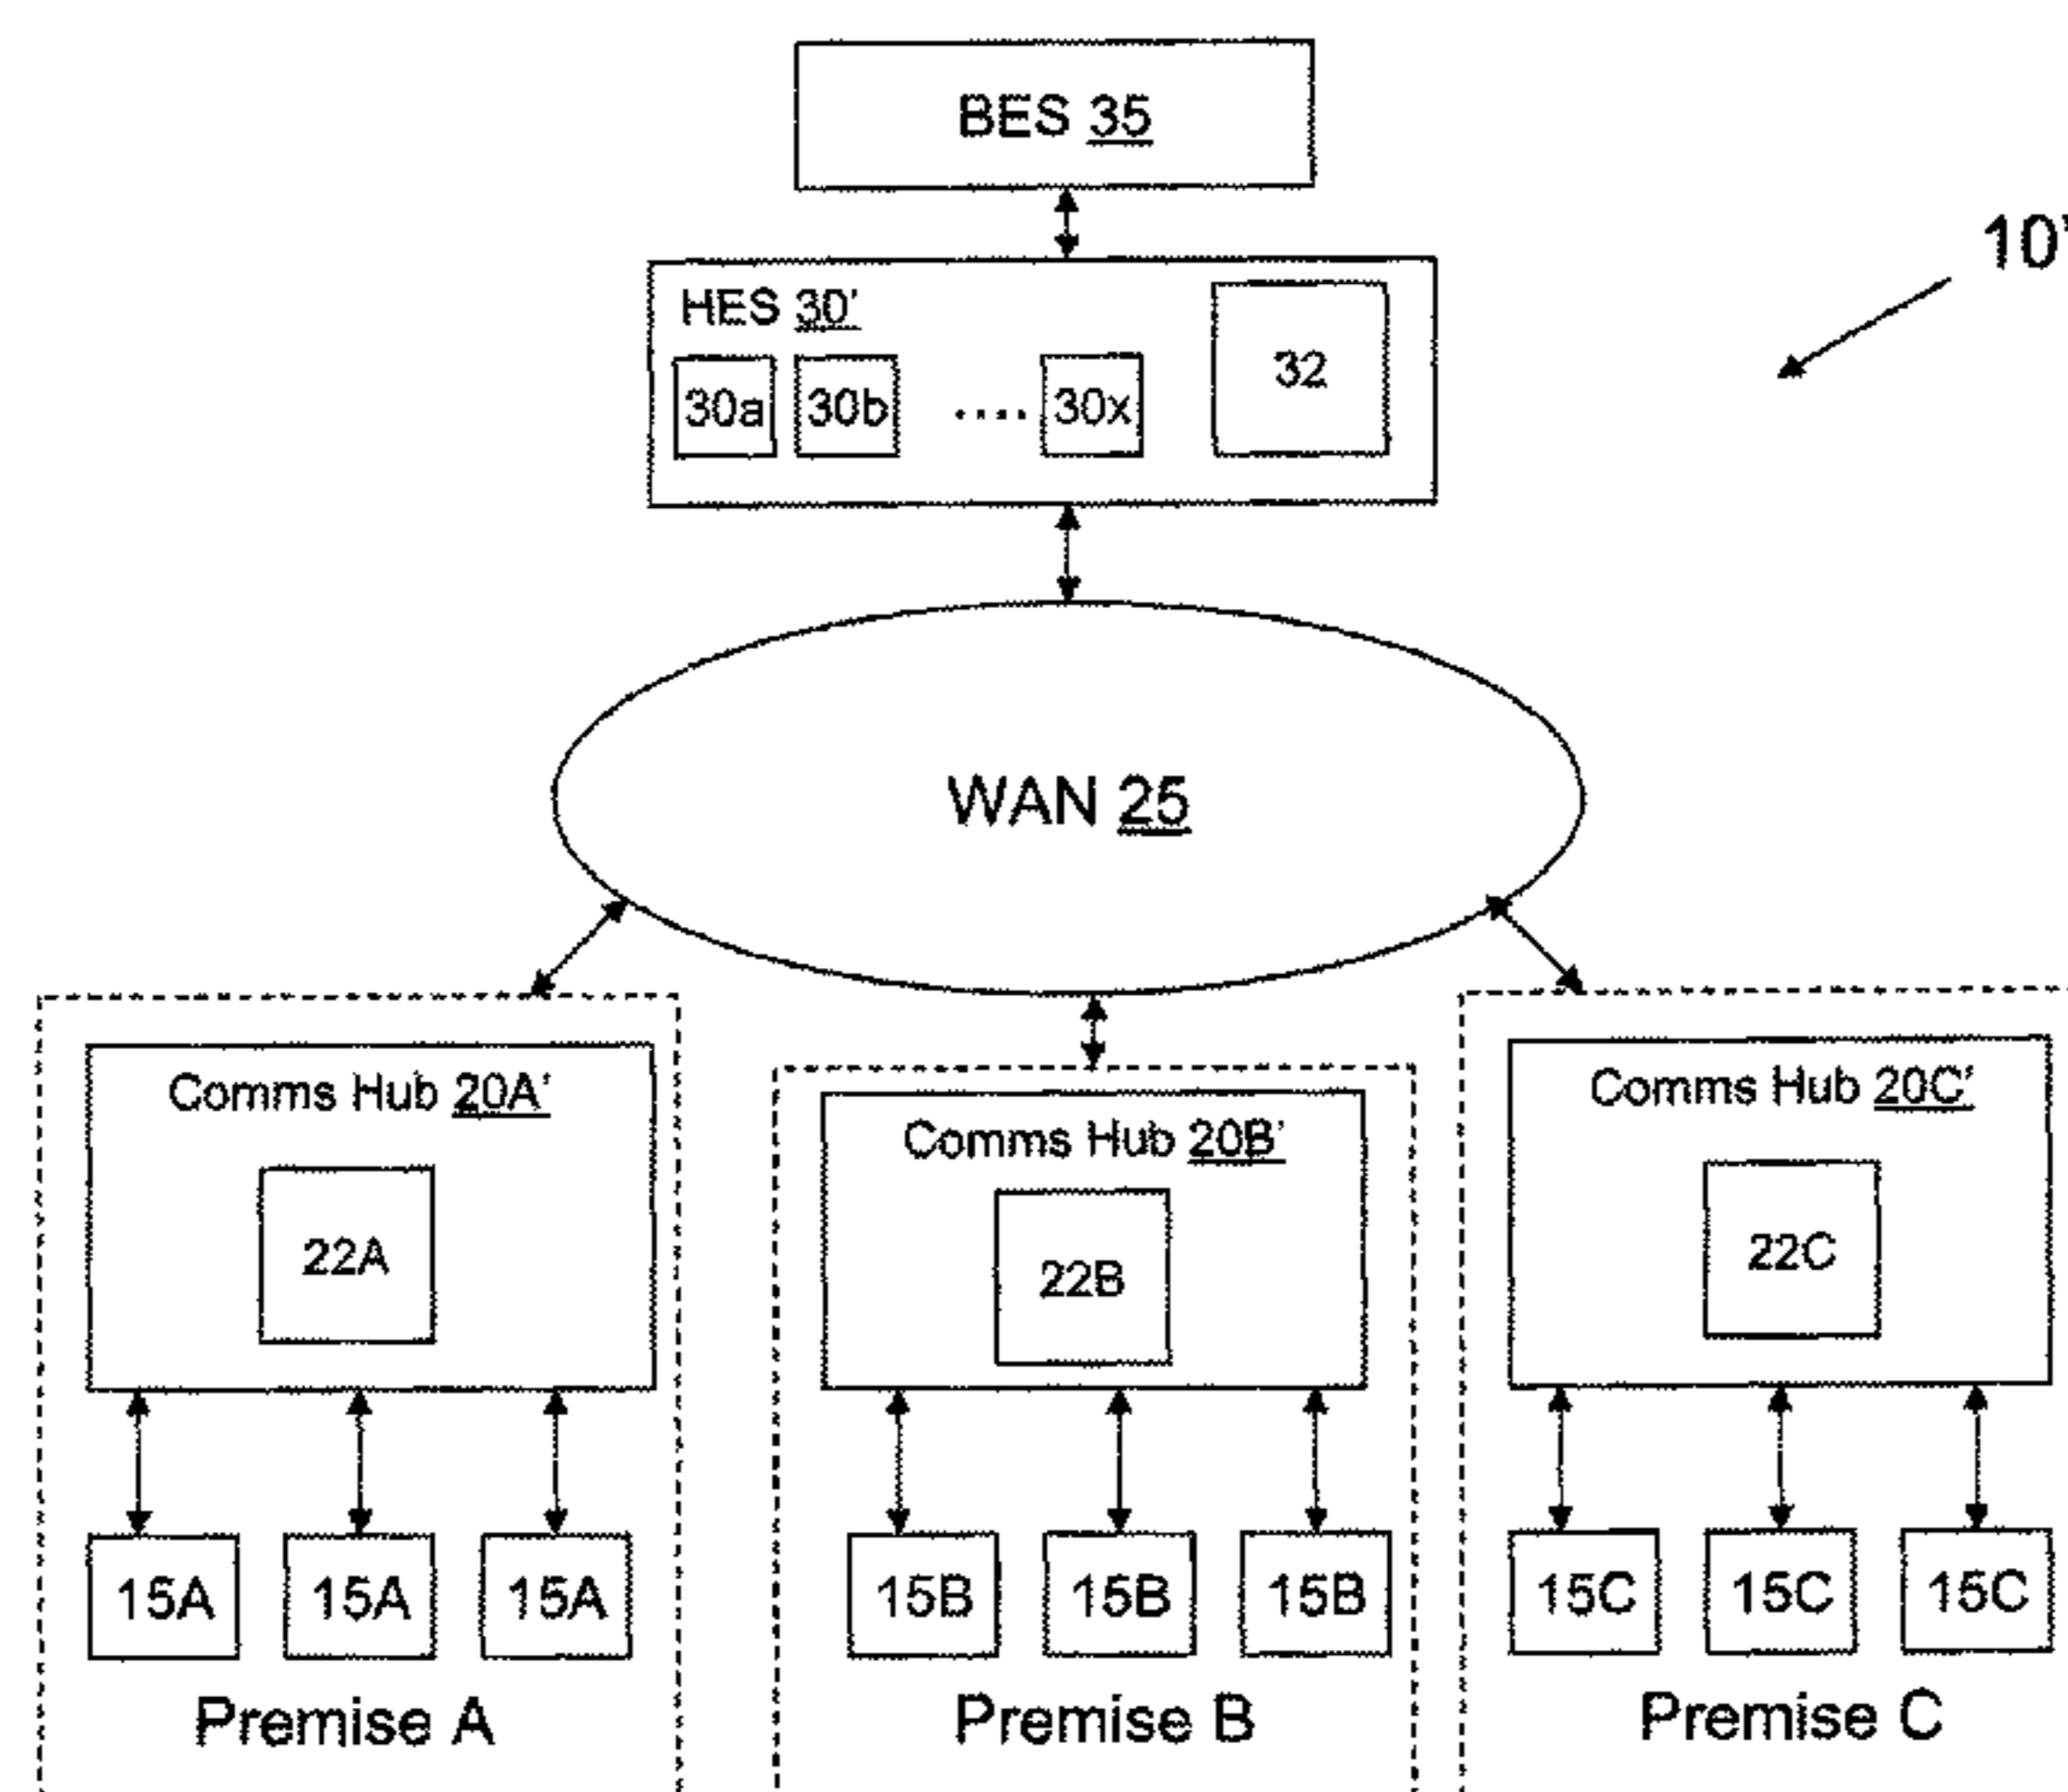 BES 35
10'
HES 30'
30a 30b .... 30x 32
WAN 25
Comms Hub 20A'
22A
15A 15A 15A
Premise A
Comms Hub 20B'
22B
15B 15B 15B
Premise B
Comms Hub 20C'
22C
15C 15C 15C
Premise C